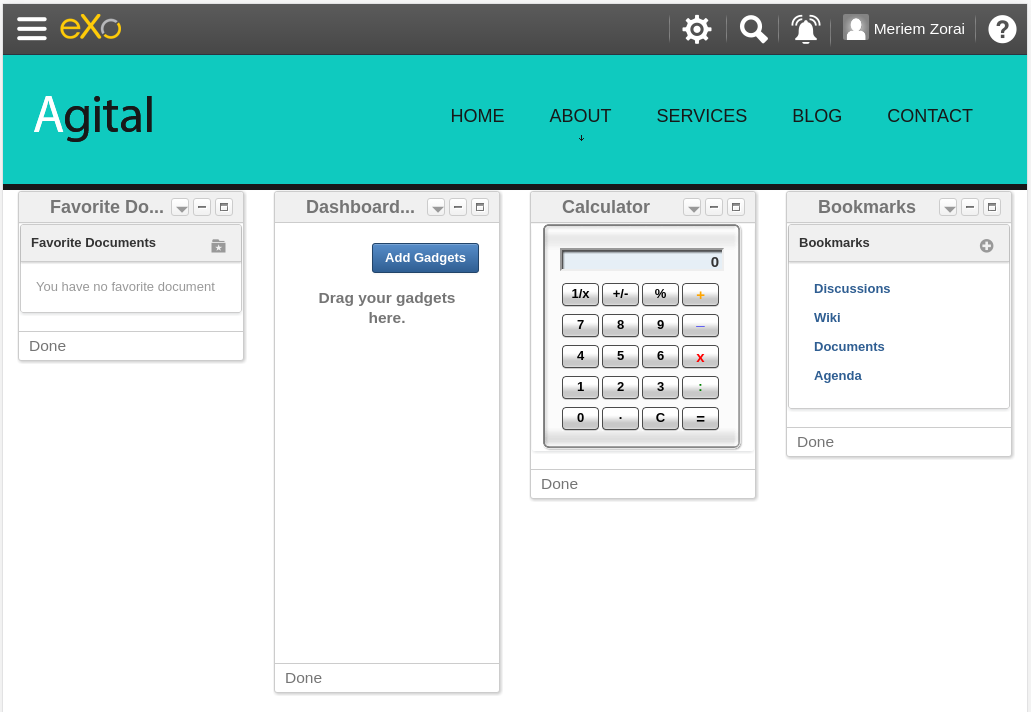 eXo
Meriem Zorai
?
Agital
HOME ABOUT SERVICES BLOG CONTACT
Favorite Do...
Favorite Documents
You have no favorite document
Done
Dashboard...
Add Gadgets
Drag your gadgets
here.
Done
Calculator
0
1/x +/- % +
7 8 9 –
4 5 6 x
1 2 3 :
0 · C =
Done
Bookmarks
Bookmarks
Discussions
Wiki
Documents
Agenda
Done